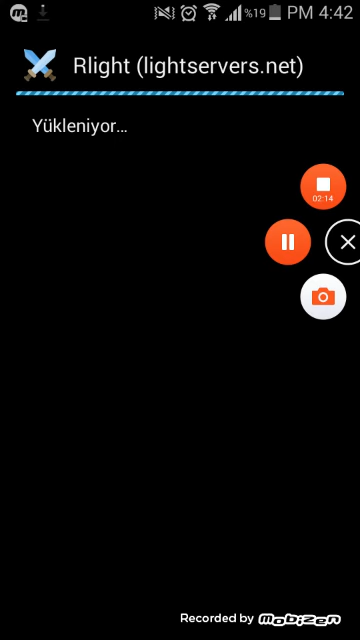 %19 PM 4:42
Rlight (lightservers.net)
Yükleniyor...
02:14
Recorded by mobizen